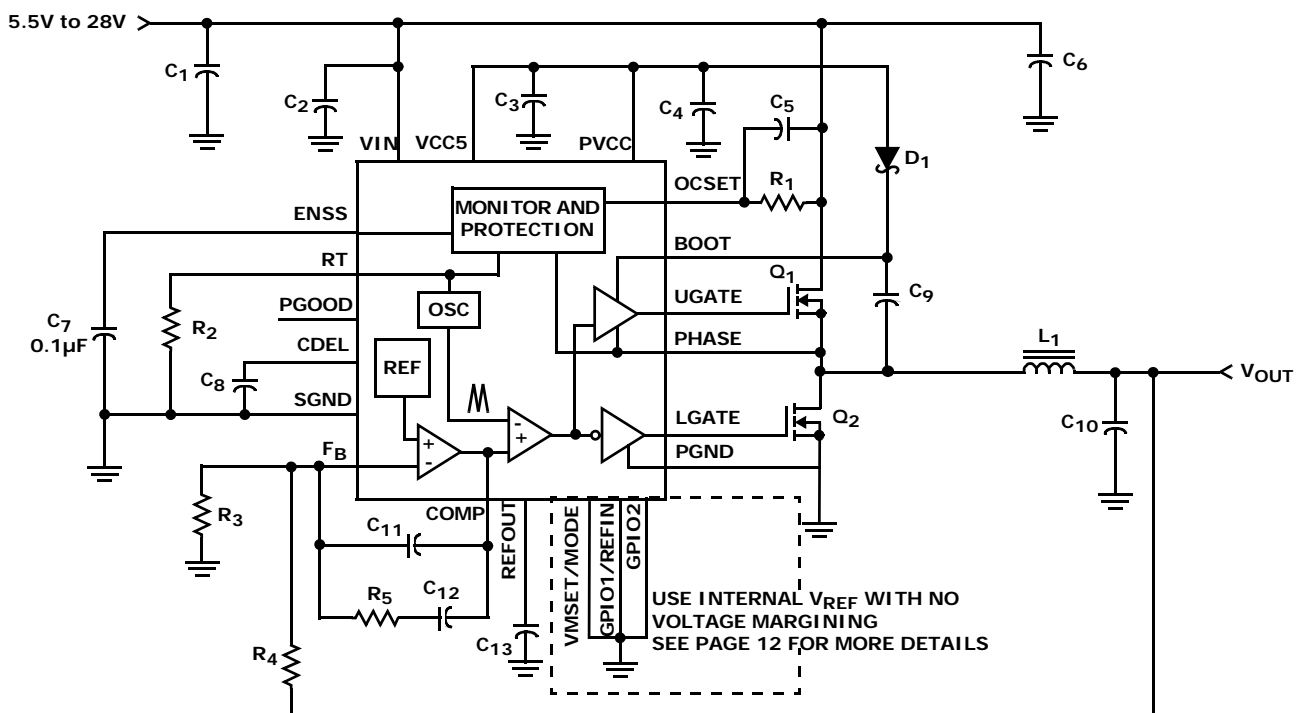 5.5V to 28V
C1
C2
C3
C4
C5
C6
VIN
VCC5
PVCC
D1
OCSET
R1
MONITOR AND
PROTECTION
ENSS
BOOT
RT
Q1
C9
UGATE
OSC
PGOOD
R2
C7
0.1µF
PHASE
L1
CDEL
REF
VOUT
C8
SGND
LGATE
Q2
C10
PGND
+
-
-
+
FB
R3
COMP
REFOUT
VMSET/MODE
GPIO1/REFIN
GPIO2
C11
R5
C12
C13
R4
USE INTERNAL VREF WITH NO
VOLTAGE MARGINING
SEE PAGE 12 FOR MORE DETAILS